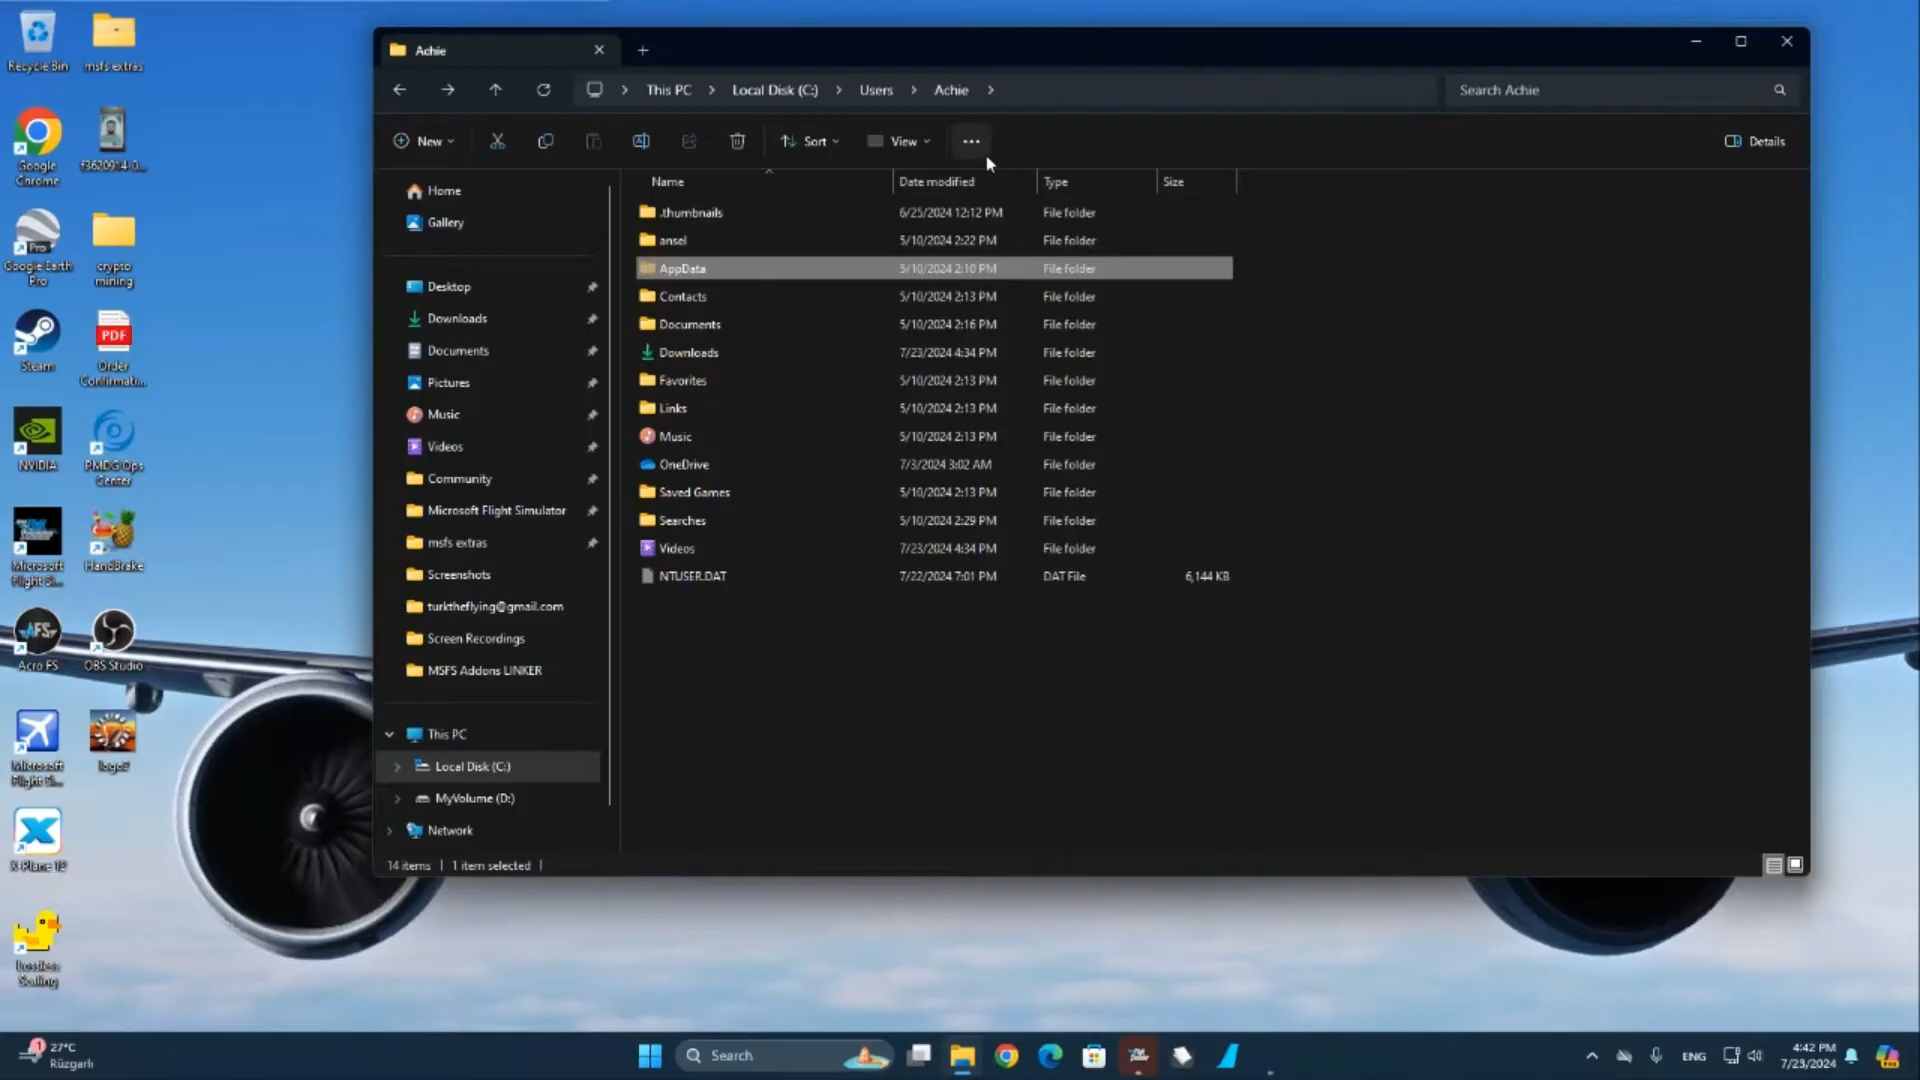 Recycle Bin
msfs extras
Google Chrome
f3620914-0...
Google Earth Pro
crypto mining
Steam
PDF
Order Confirmati...
NVIDIA
PMDG Ops Center
Microsoft Flight Si...
HandBrake
AFS
Acro FS
OBS Studio
Microsoft Flight Si...
X-Plane 12
Lossless Scaling
Achie
This PC
Local Disk (C:)
Users
Achie
Search Achie
New
Sort
View
Details
Home
Gallery
Desktop
Downloads
Documents
Pictures
Music
Videos
Community
Microsoft Flight Simulator
msfs extras
Screenshots
turktheflying@gmail.com
Screen Recordings
MSFS Addons LINKER
This PC
Local Disk (C:)
MyVolume (D:)
Network
Name Date modified Type Size
.thumbnails 6/25/2024 12:12 PM File folder
ansel 5/10/2024 2:22 PM File folder
AppData 5/10/2024 2:10 PM File folder
Contacts 5/10/2024 2:13 PM File folder
Documents 5/10/2024 2:16 PM File folder
Downloads 7/23/2024 4:34 PM File folder
Favorites 5/10/2024 2:13 PM File folder
Links 5/10/2024 2:13 PM File folder
Music 5/10/2024 2:13 PM File folder
OneDrive 7/3/2024 3:02 AM File folder
Saved Games 5/10/2024 2:13 PM File folder
Searches 5/10/2024 2:29 PM File folder
Videos 7/23/2024 4:34 PM File folder
NTUSER.DAT 7/22/2024 7:01 PM DAT File 6,144 KB
14 items 1 item selected
1
27°C
Rüzgarlı
Search
ENG
4:42 PM
7/23/2024